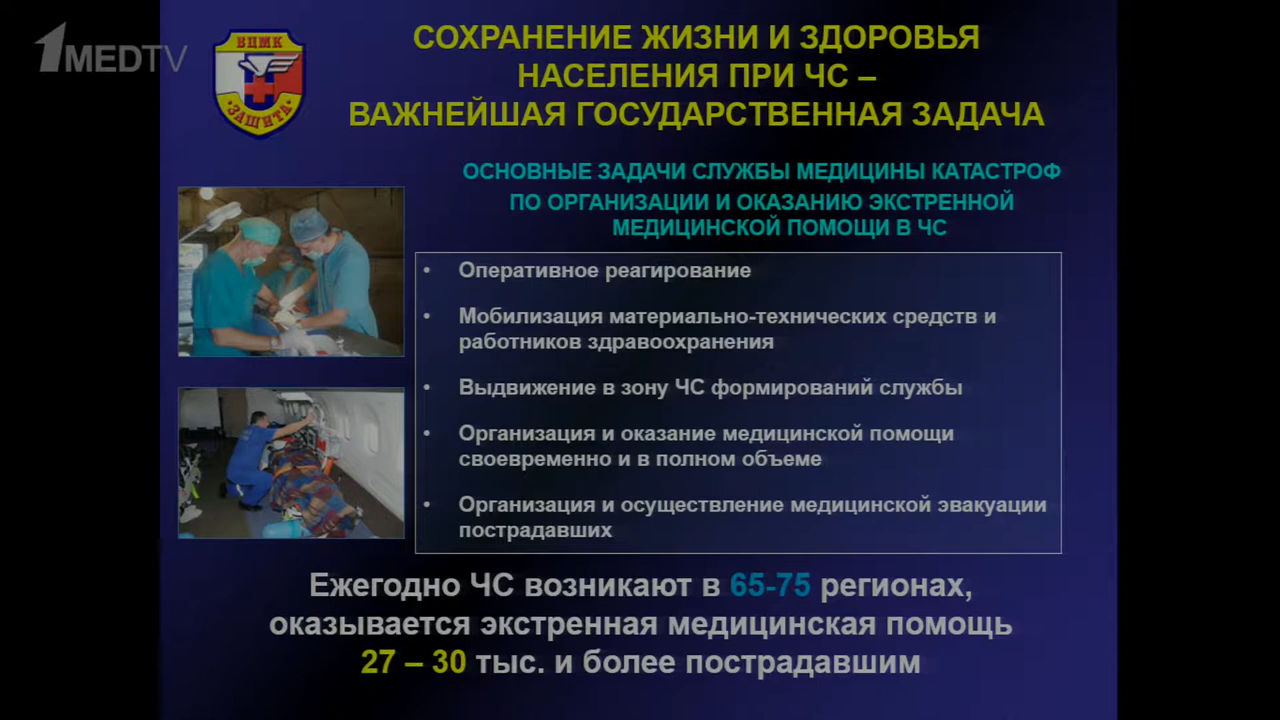 1MEDTV
ВЦМК
ЗАЩИТА
СОХРАНЕНИЕ ЖИЗНИ И ЗДОРОВЬЯ
НАСЕЛЕНИЯ ПРИ ЧС –
ВАЖНЕЙШАЯ ГОСУДАРСТВЕННАЯ ЗАДАЧА
ОСНОВНЫЕ ЗАДАЧИ СЛУЖБЫ МЕДИЦИНЫ КАТАСТРОФ
ПО ОРГАНИЗАЦИИ И ОКАЗАНИЮ ЭКСТРЕННОЙ
МЕДИЦИНСКОЙ ПОМОЩИ В ЧС
• Оперативное реагирование
• Мобилизация материально-технических средств и
работников здравоохранения
• Выдвижение в зону ЧС формирований службы
• Организация и оказание медицинской помощи
своевременно и в полном объеме
• Организация и осуществление медицинской эвакуации
пострадавших
Ежегодно ЧС возникают в 65-75 регионах,
оказывается экстренная медицинская помощь
27 – 30 тыс. и более пострадавшим